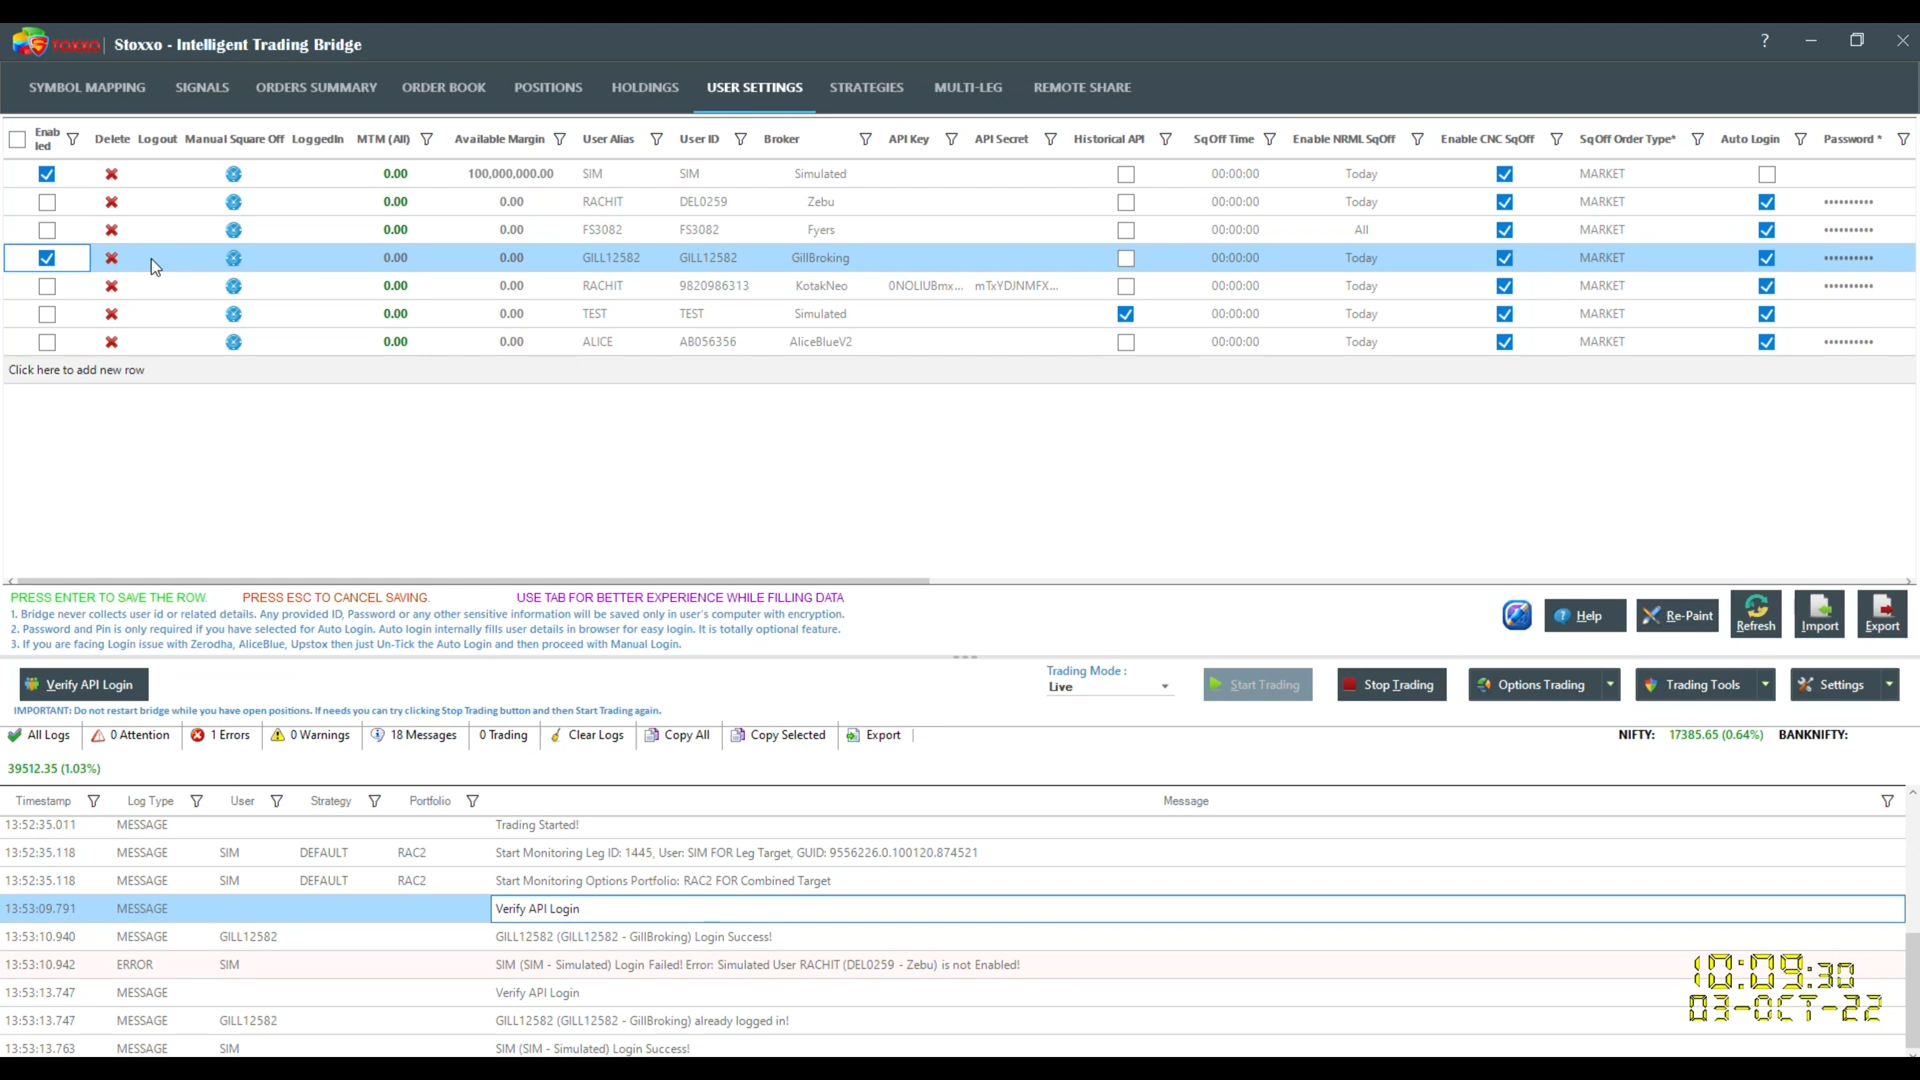 TOXXO | Stoxxo - Intelligent Trading Bridge ?
SYMBOL MAPPING SIGNALS ORDERS SUMMARY ORDER BOOK POSITIONS HOLDINGS USER SETTINGS STRATEGIES MULTI-LEG REMOTE SHARE
Enab led Delete Logout Manual Square Off LoggedIn MTM (All) Available Margin User Alias User ID Broker API Key API Secret Historical API SqOff Time Enable NRML SqOff Enable CNC SqOff SqOff Order Type* Auto Login Password *
0.00 100,000,000.00 SIM SIM Simulated 00:00:00 Today MARKET
0.00 0.00 RACHIT DEL0259 Zebu 00:00:00 Today MARKET ••••••••••
0.00 0.00 FS3082 FS3082 Fyers 00:00:00 All MARKET ••••••••••
0.00 0.00 GILL12582 GILL12582 GillBroking 00:00:00 Today MARKET ••••••••••
0.00 0.00 RACHIT 9820986313 KotakNeo 0NOLIUBmx... mTxYDJNMFX... 00:00:00 Today MARKET ••••••••••
0.00 0.00 TEST TEST Simulated 00:00:00 Today MARKET ••••••••••
0.00 0.00 ALICE AB056356 AliceBlueV2 00:00:00 Today MARKET ••••••••••
Click here to add new row
PRESS ENTER TO SAVE THE ROW. PRESS ESC TO CANCEL SAVING. USE TAB FOR BETTER EXPERIENCE WHILE FILLING DATA
1. Bridge never collects user id or related details. Any provided ID, Password or any other sensitive information will be saved only in user's computer with encryption.
2. Password and Pin is only required if you have selected for Auto Login. Auto login internally fills user details in browser for easy login. It is totally optional feature.
3. If you are facing Login issue with Zerodha, AliceBlue, Upstox then just Un-Tick the Auto Login and then proceed with Manual Login.
Help Re-Paint Refresh Import Export
Verify API Login Trading Mode : Live Start Trading Stop Trading Options Trading Trading Tools Settings
IMPORTANT: Do not restart bridge while you have open positions. If needs you can try clicking Stop Trading button and then Start Trading again.
All Logs 0 Attention 1 Errors 0 Warnings 18 Messages 0 Trading Clear Logs Copy All Copy Selected Export NIFTY: 17385.65 (0.64%) BANKNIFTY:
39512.35 (1.03%)
Timestamp Log Type User Strategy Portfolio Message
13:52:35.011 MESSAGE Trading Started!
13:52:35.118 MESSAGE SIM DEFAULT RAC2 Start Monitoring Leg ID: 1445, User: SIM FOR Leg Target, GUID: 9556226.0.100120.874521
13:52:35.118 MESSAGE SIM DEFAULT RAC2 Start Monitoring Options Portfolio: RAC2 FOR Combined Target
13:53:09.791 MESSAGE Verify API Login
13:53:10.940 MESSAGE GILL12582 GILL12582 (GILL12582 - GillBroking) Login Success!
13:53:10.942 ERROR SIM SIM (SIM - Simulated) Login Failed! Error: Simulated User RACHIT (DEL0259 - Zebu) is not Enabled!
13:53:13.747 MESSAGE Verify API Login
13:53:13.747 MESSAGE GILL12582 GILL12582 (GILL12582 - GillBroking) already logged in!
13:53:13.763 MESSAGE SIM SIM (SIM - Simulated) Login Success!
10:09:30
03-OCT-22